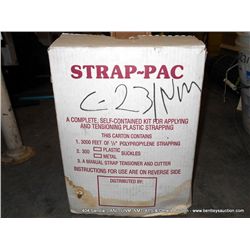 STRAP-PAC
C-23/NM
A COMPLETE, SELF-CONTAINED KIT FOR APPLYING
AND TENSIONING PLASTIC STRAPPING
THIS CARTON CONTAINS
1. 3000 FEET OF ½" POLYPROPYLENE STRAPPING
2. 300 PLASTIC BUCKLES
METAL
3. A MANUAL STRAP TENSIONER AND CUTTER
INSTRUCTIONS FOR USE ARE ON REVERSE SIDE
DISTRIBUTED BY:
www.bentleysauction.com